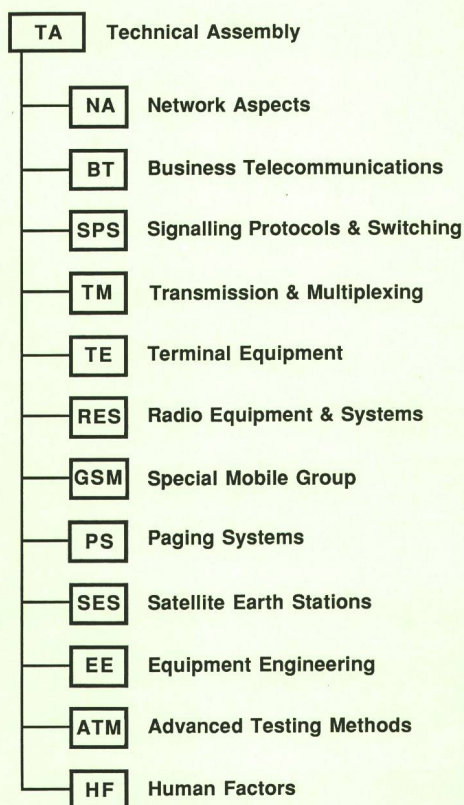 TA Technical Assembly
NA Network Aspects
BT Business Telecommunications
SPS Signalling Protocols & Switching
TM Transmission & Multiplexing
TE Terminal Equipment
RES Radio Equipment & Systems
GSM Special Mobile Group
PS Paging Systems
SES Satellite Earth Stations
EE Equipment Engineering
ATM Advanced Testing Methods
HF Human Factors